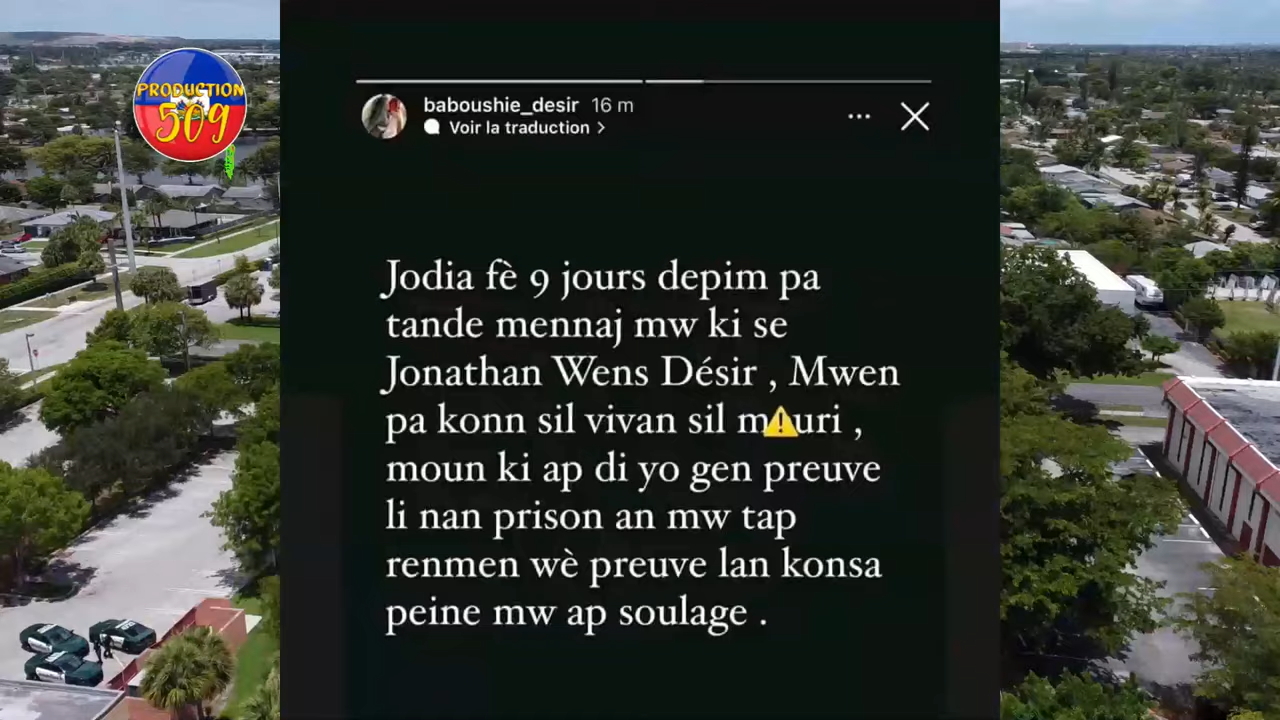 PRODUCTION
509
baboushie_desir 16 m
Voir la traduction >
Jodia fè 9 jours depim pa
tande mennaj mw ki se
Jonathan Wens Désir , Mwen
pa konn sil vivan sil m⚠️uri ,
moun ki ap di yo gen preuve
li nan prison an mw tap
renmen wè preuve lan konsa
peine mw ap soulage .